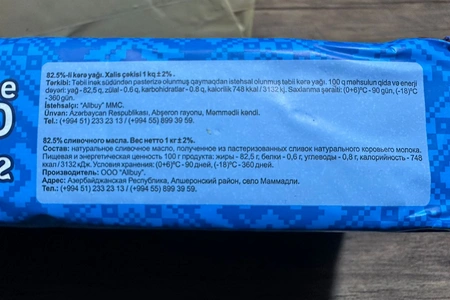 82.5%-li kərə yağı. Xalis çəkisi 1 kq ± 2% .
Tərkibi: Təbii inək südündən pasterizə olunmuş qaymaqdan istehsal olunmuş təbii kərə yağı. 100 q məhsulun qida və enerji
dəyəri: yağ - 82,5 q, zülal - 0.6 q, karbohidratlar - 0.8 q, kalorilik 748 kkal / 3132 kj. Saxlanma şəraiti: (0+6)°C - 90 gün, (-18)°C
- 360 gün.
İstehsalçı: "Allbuy" MMC.
Ünvan: Azərbaycan Respublikası, Abşeron rayonu, Məmmədli kəndi.
Tel.: (+994 51) 233 23 13 / (+994 55) 899 39 59.
82.5% сливочного масла. Вес нетто 1 кг ± 2%.
Состав: натуральное сливочное масло, полученное из пастеризованных сливок натурального коровьего молока.
Пищевая и энергетическая ценность 100 г продукта: жиры - 82,5 г, белки - 0,6 г, углеводы - 0,8 г, калорийность - 748
ккал / 3132 кДж. Условия хранения: (0+6)°C - 90 дней, (-18)°C - 360 дней.
Производитель: ООО "Allbuy".
Адрес: Азербайджанская Республика, Апшеронский район, село Маммадли.
Тел.: (+994 51) 233 23 13 / (+994 55) 899 39 59.